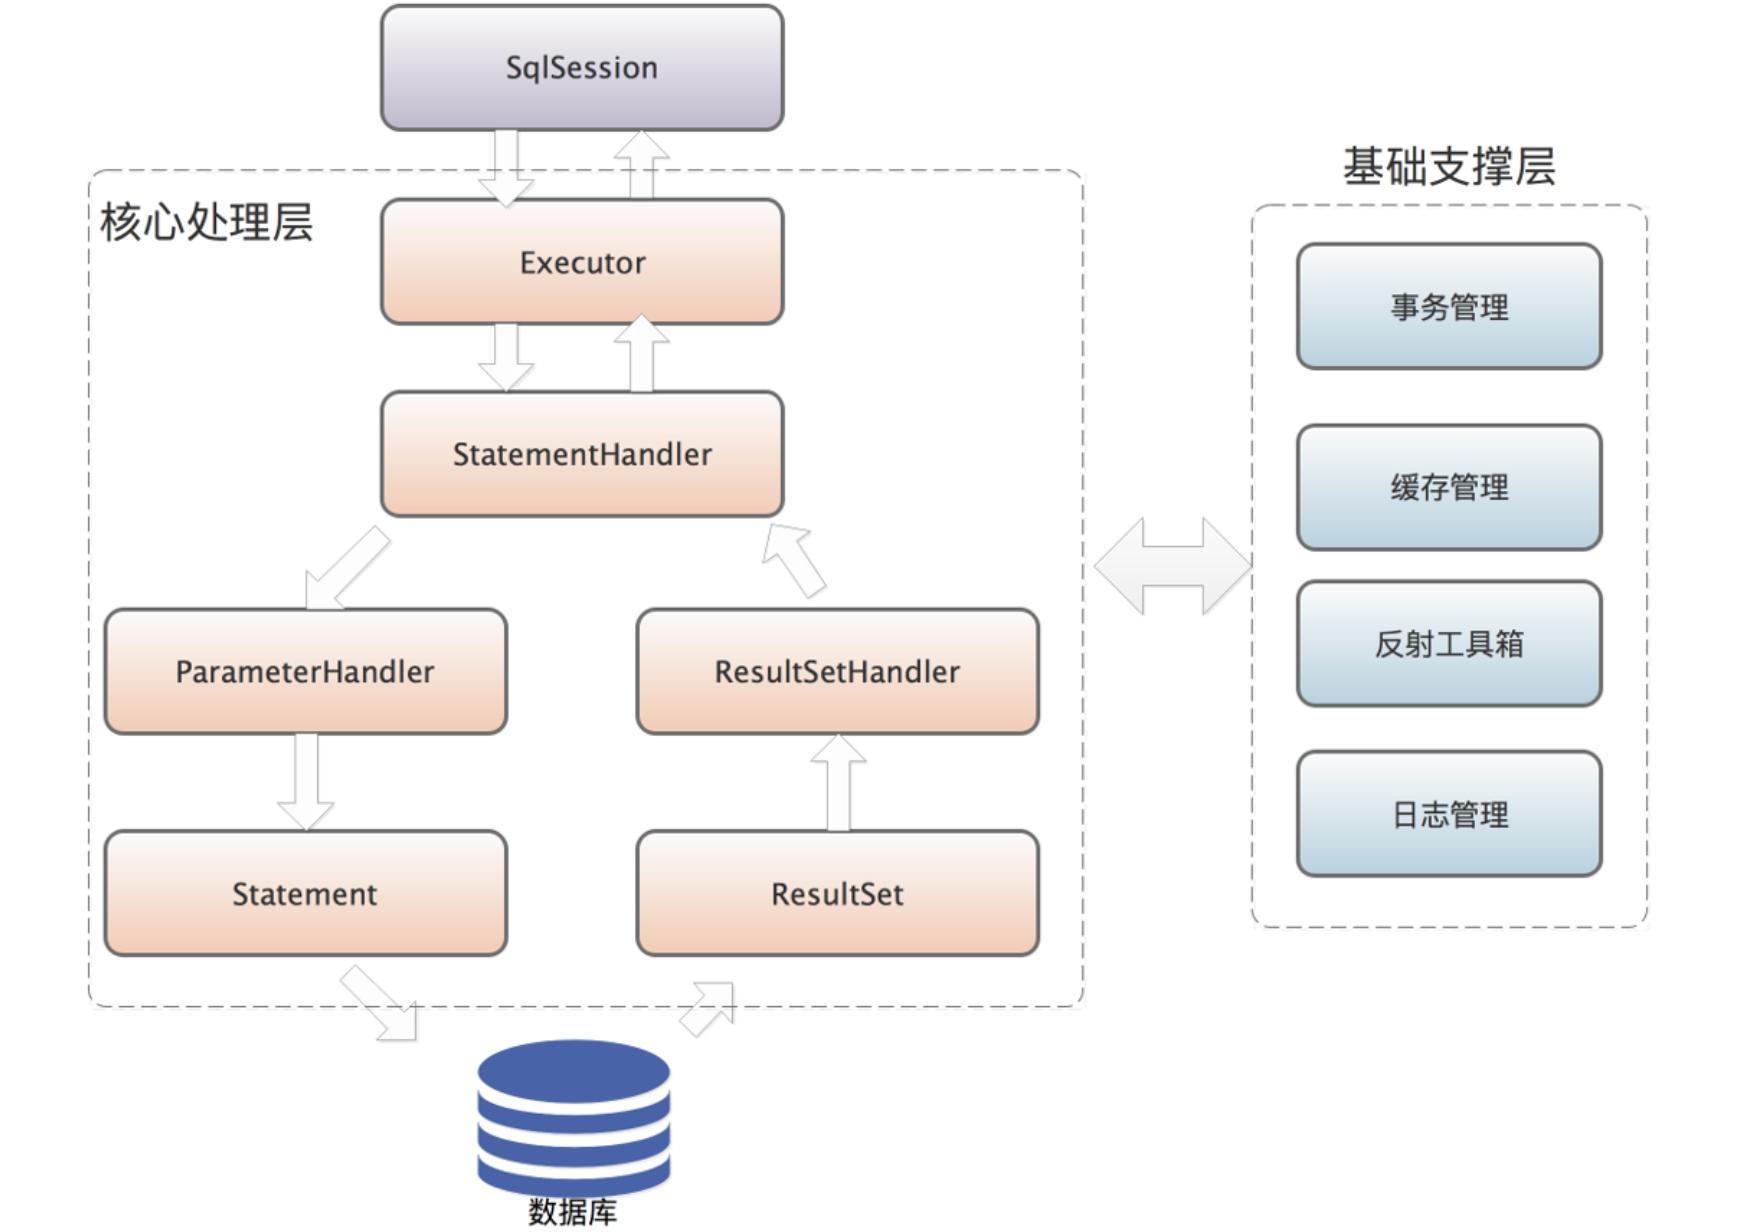 SqlSession
核心处理层
Executor
StatementHandler
ParameterHandler
ResultSetHandler
Statement
ResultSet
数据库
基础支撑层
事务管理
缓存管理
反射工具箱
日志管理